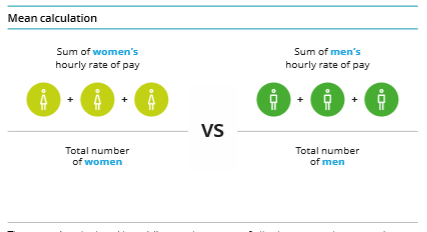 Mean calculation
Sum of women's
hourly rate of pay
+ +
Total number
of women
VS
Sum of men's
hourly rate of pay
+ +
Total number
of men